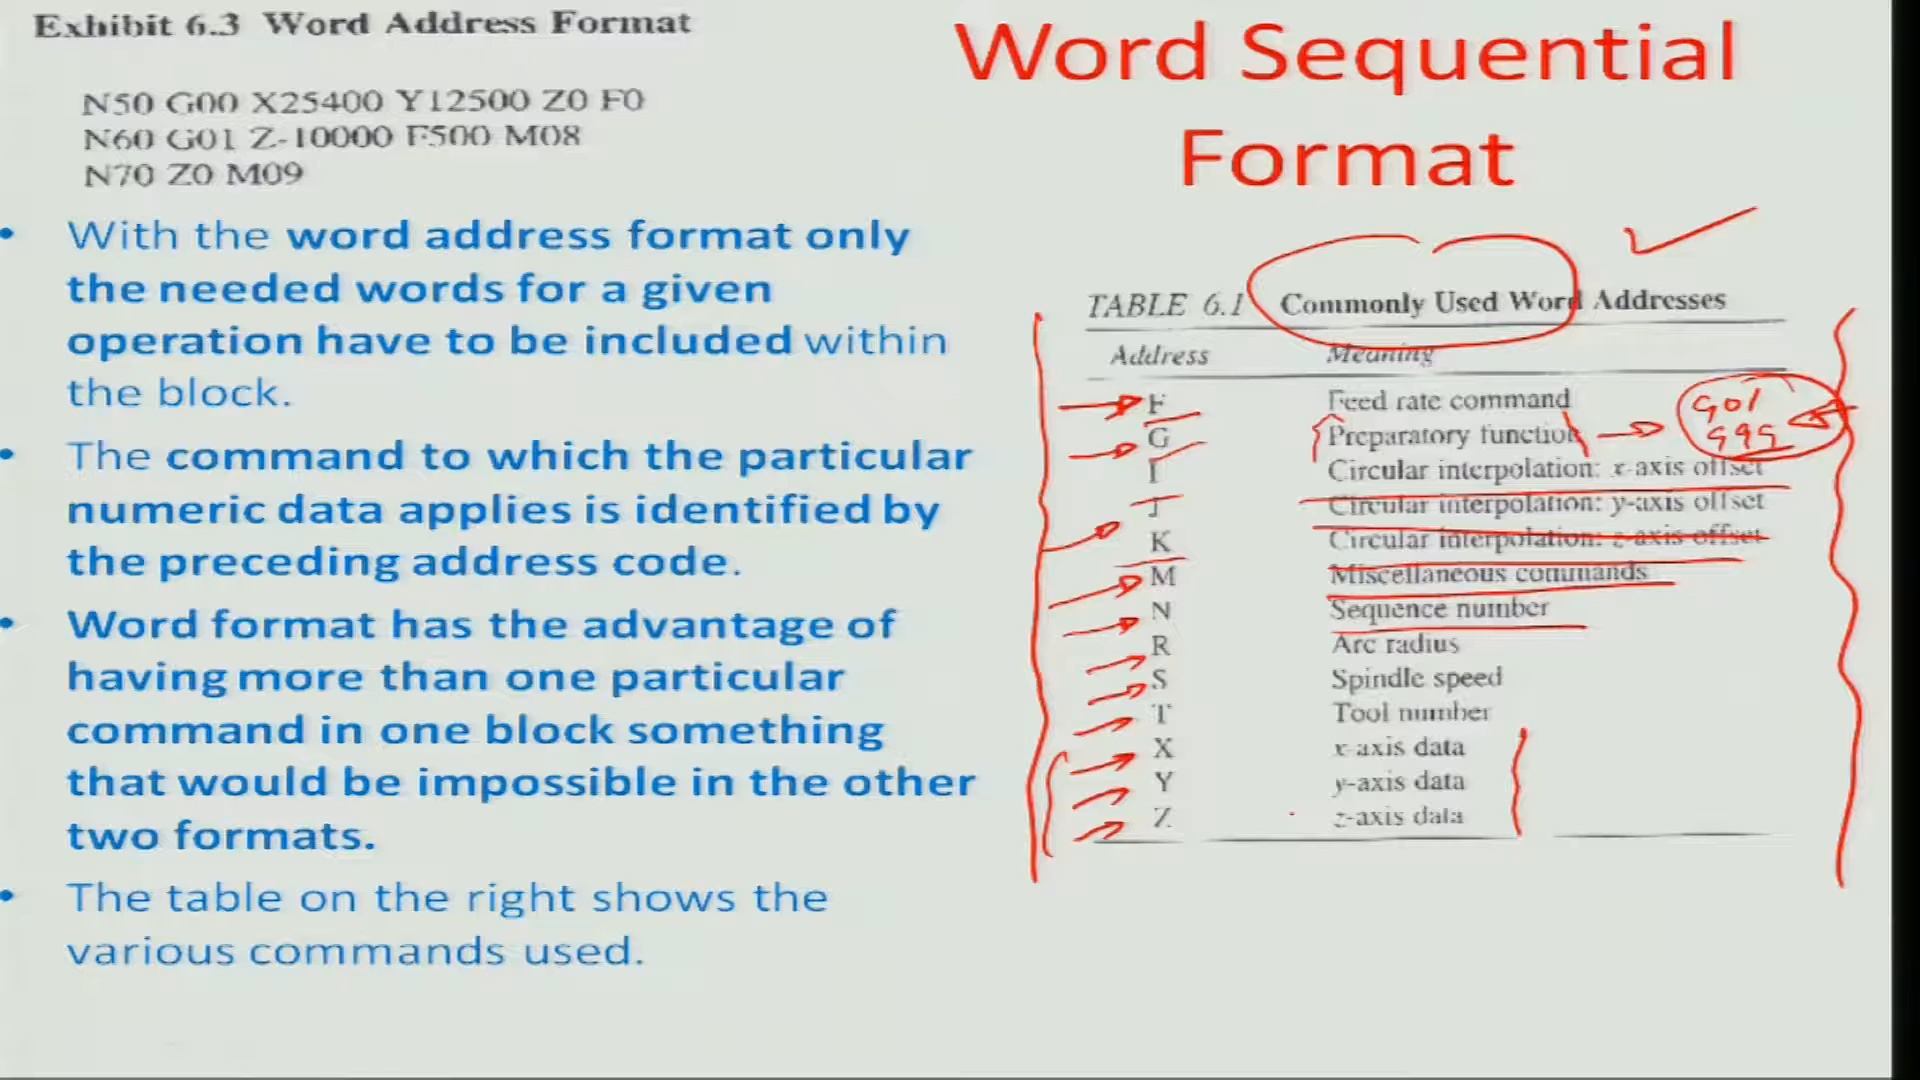 Exhibit 6.3 Word Address Format
N50 G00 X25400 Y12500 Z0 F0
N60 G01 Z-10000 F500 M08
N70 Z0 M09
• With the word address format only
the needed words for a given
operation have to be included within
the block.
• The command to which the particular
numeric data applies is identified by
the preceding address code.
• Word format has the advantage of
having more than one particular
command in one block something
that would be impossible in the other
two formats.
• The table on the right shows the
various commands used.
Word Sequential
Format
TABLE 6.1 Commonly Used Word Addresses
Address Meaning
F Feed rate command
G Preparatory function
I Circular interpolation: x-axis offset
J Circular interpolation: y-axis offset
K Circular interpolation: z-axis offset
M Miscellaneous commands
N Sequence number
R Arc radius
S Spindle speed
T Tool number
X x-axis data
Y y-axis data
Z z-axis data
G01
G95